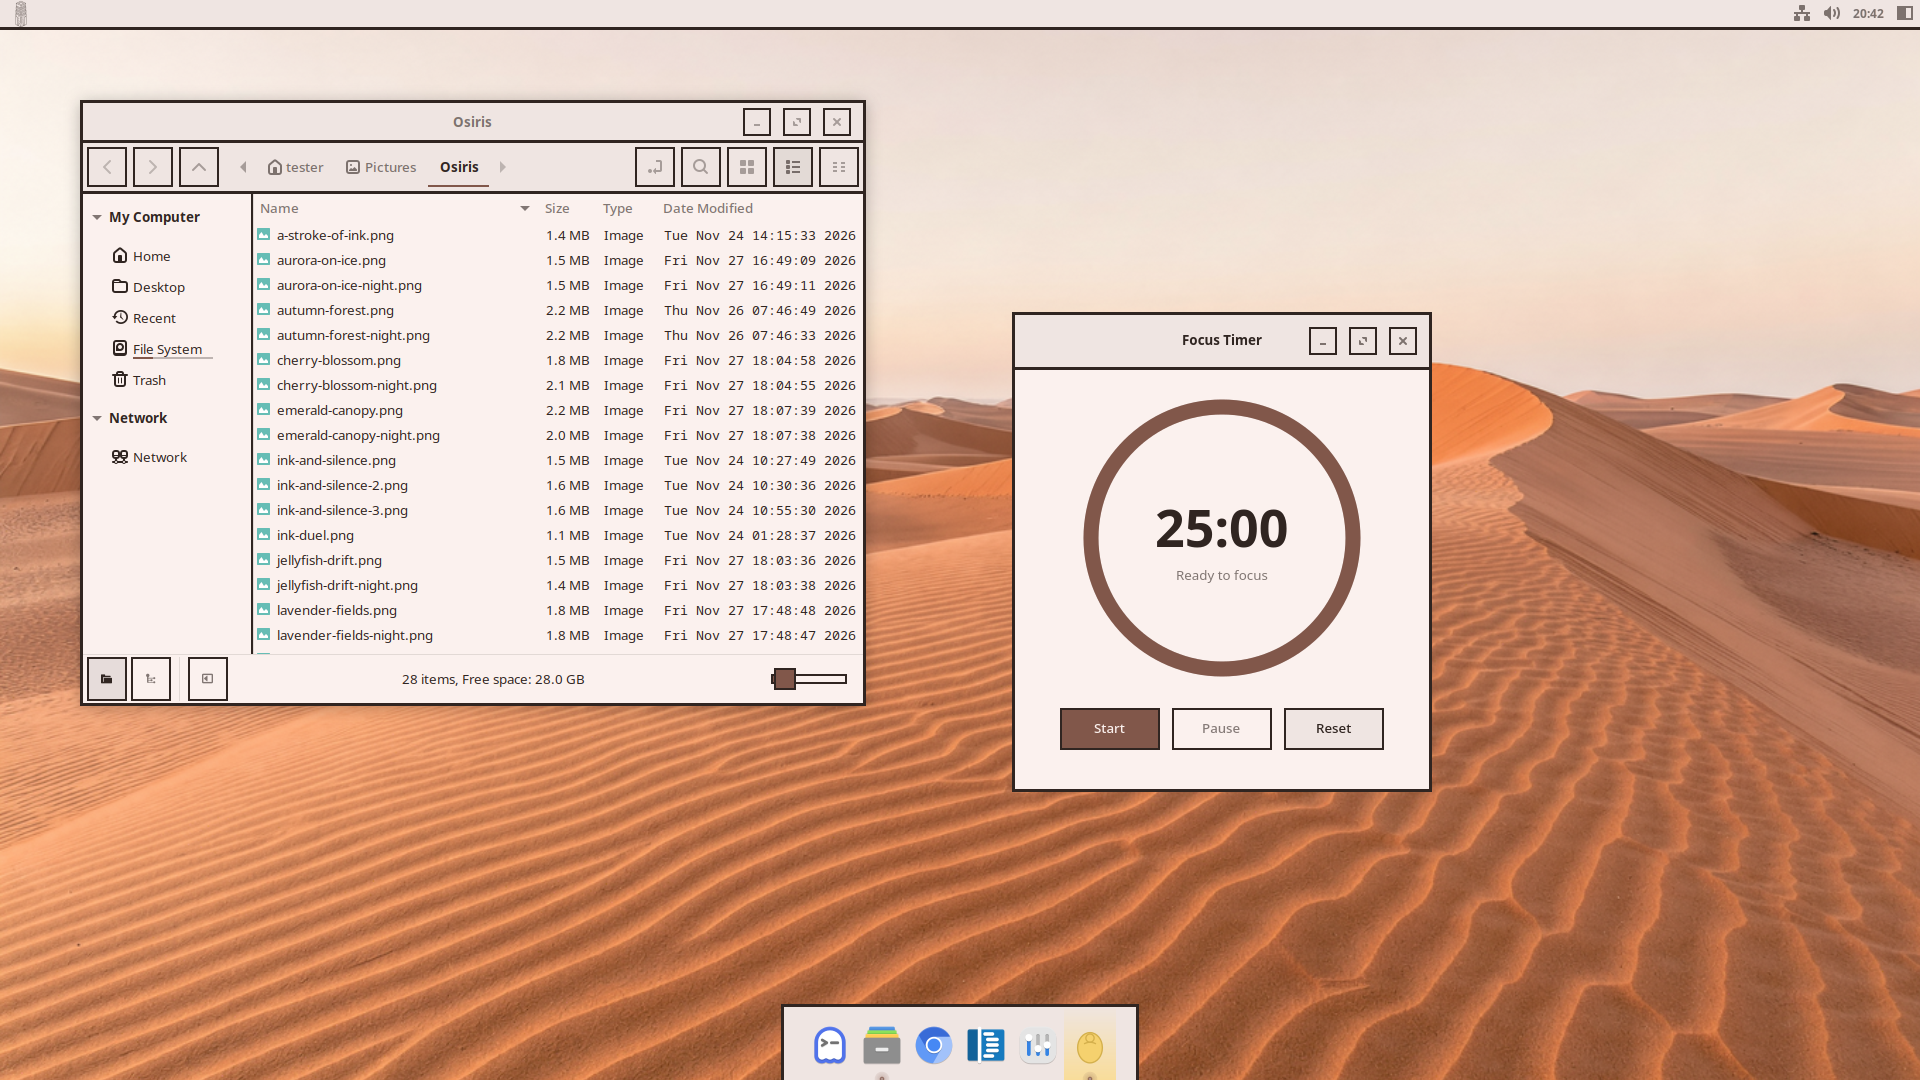 20:42
Osiris
tester Pictures Osiris
My Computer
Home
Desktop
Recent
File System
Trash
Network
Network
Name Size Type Date Modified
a-stroke-of-ink.png 1.4 MB Image Tue Nov 24 14:15:33 2026
aurora-on-ice.png 1.5 MB Image Fri Nov 27 16:49:09 2026
aurora-on-ice-night.png 1.5 MB Image Fri Nov 27 16:49:11 2026
autumn-forest.png 2.2 MB Image Thu Nov 26 07:46:49 2026
autumn-forest-night.png 2.2 MB Image Thu Nov 26 07:46:33 2026
cherry-blossom.png 1.8 MB Image Fri Nov 27 18:04:58 2026
cherry-blossom-night.png 2.1 MB Image Fri Nov 27 18:04:55 2026
emerald-canopy.png 2.2 MB Image Fri Nov 27 18:07:39 2026
emerald-canopy-night.png 2.0 MB Image Fri Nov 27 18:07:38 2026
ink-and-silence.png 1.5 MB Image Tue Nov 24 10:27:49 2026
ink-and-silence-2.png 1.6 MB Image Tue Nov 24 10:30:36 2026
ink-and-silence-3.png 1.6 MB Image Tue Nov 24 10:55:30 2026
ink-duel.png 1.1 MB Image Tue Nov 24 01:28:37 2026
jellyfish-drift.png 1.5 MB Image Fri Nov 27 18:03:36 2026
jellyfish-drift-night.png 1.4 MB Image Fri Nov 27 18:03:38 2026
lavender-fields.png 1.8 MB Image Fri Nov 27 17:48:48 2026
lavender-fields-night.png 1.8 MB Image Fri Nov 27 17:48:47 2026
28 items, Free space: 28.0 GB
Focus Timer
25:00
Ready to focus
Start Pause Reset